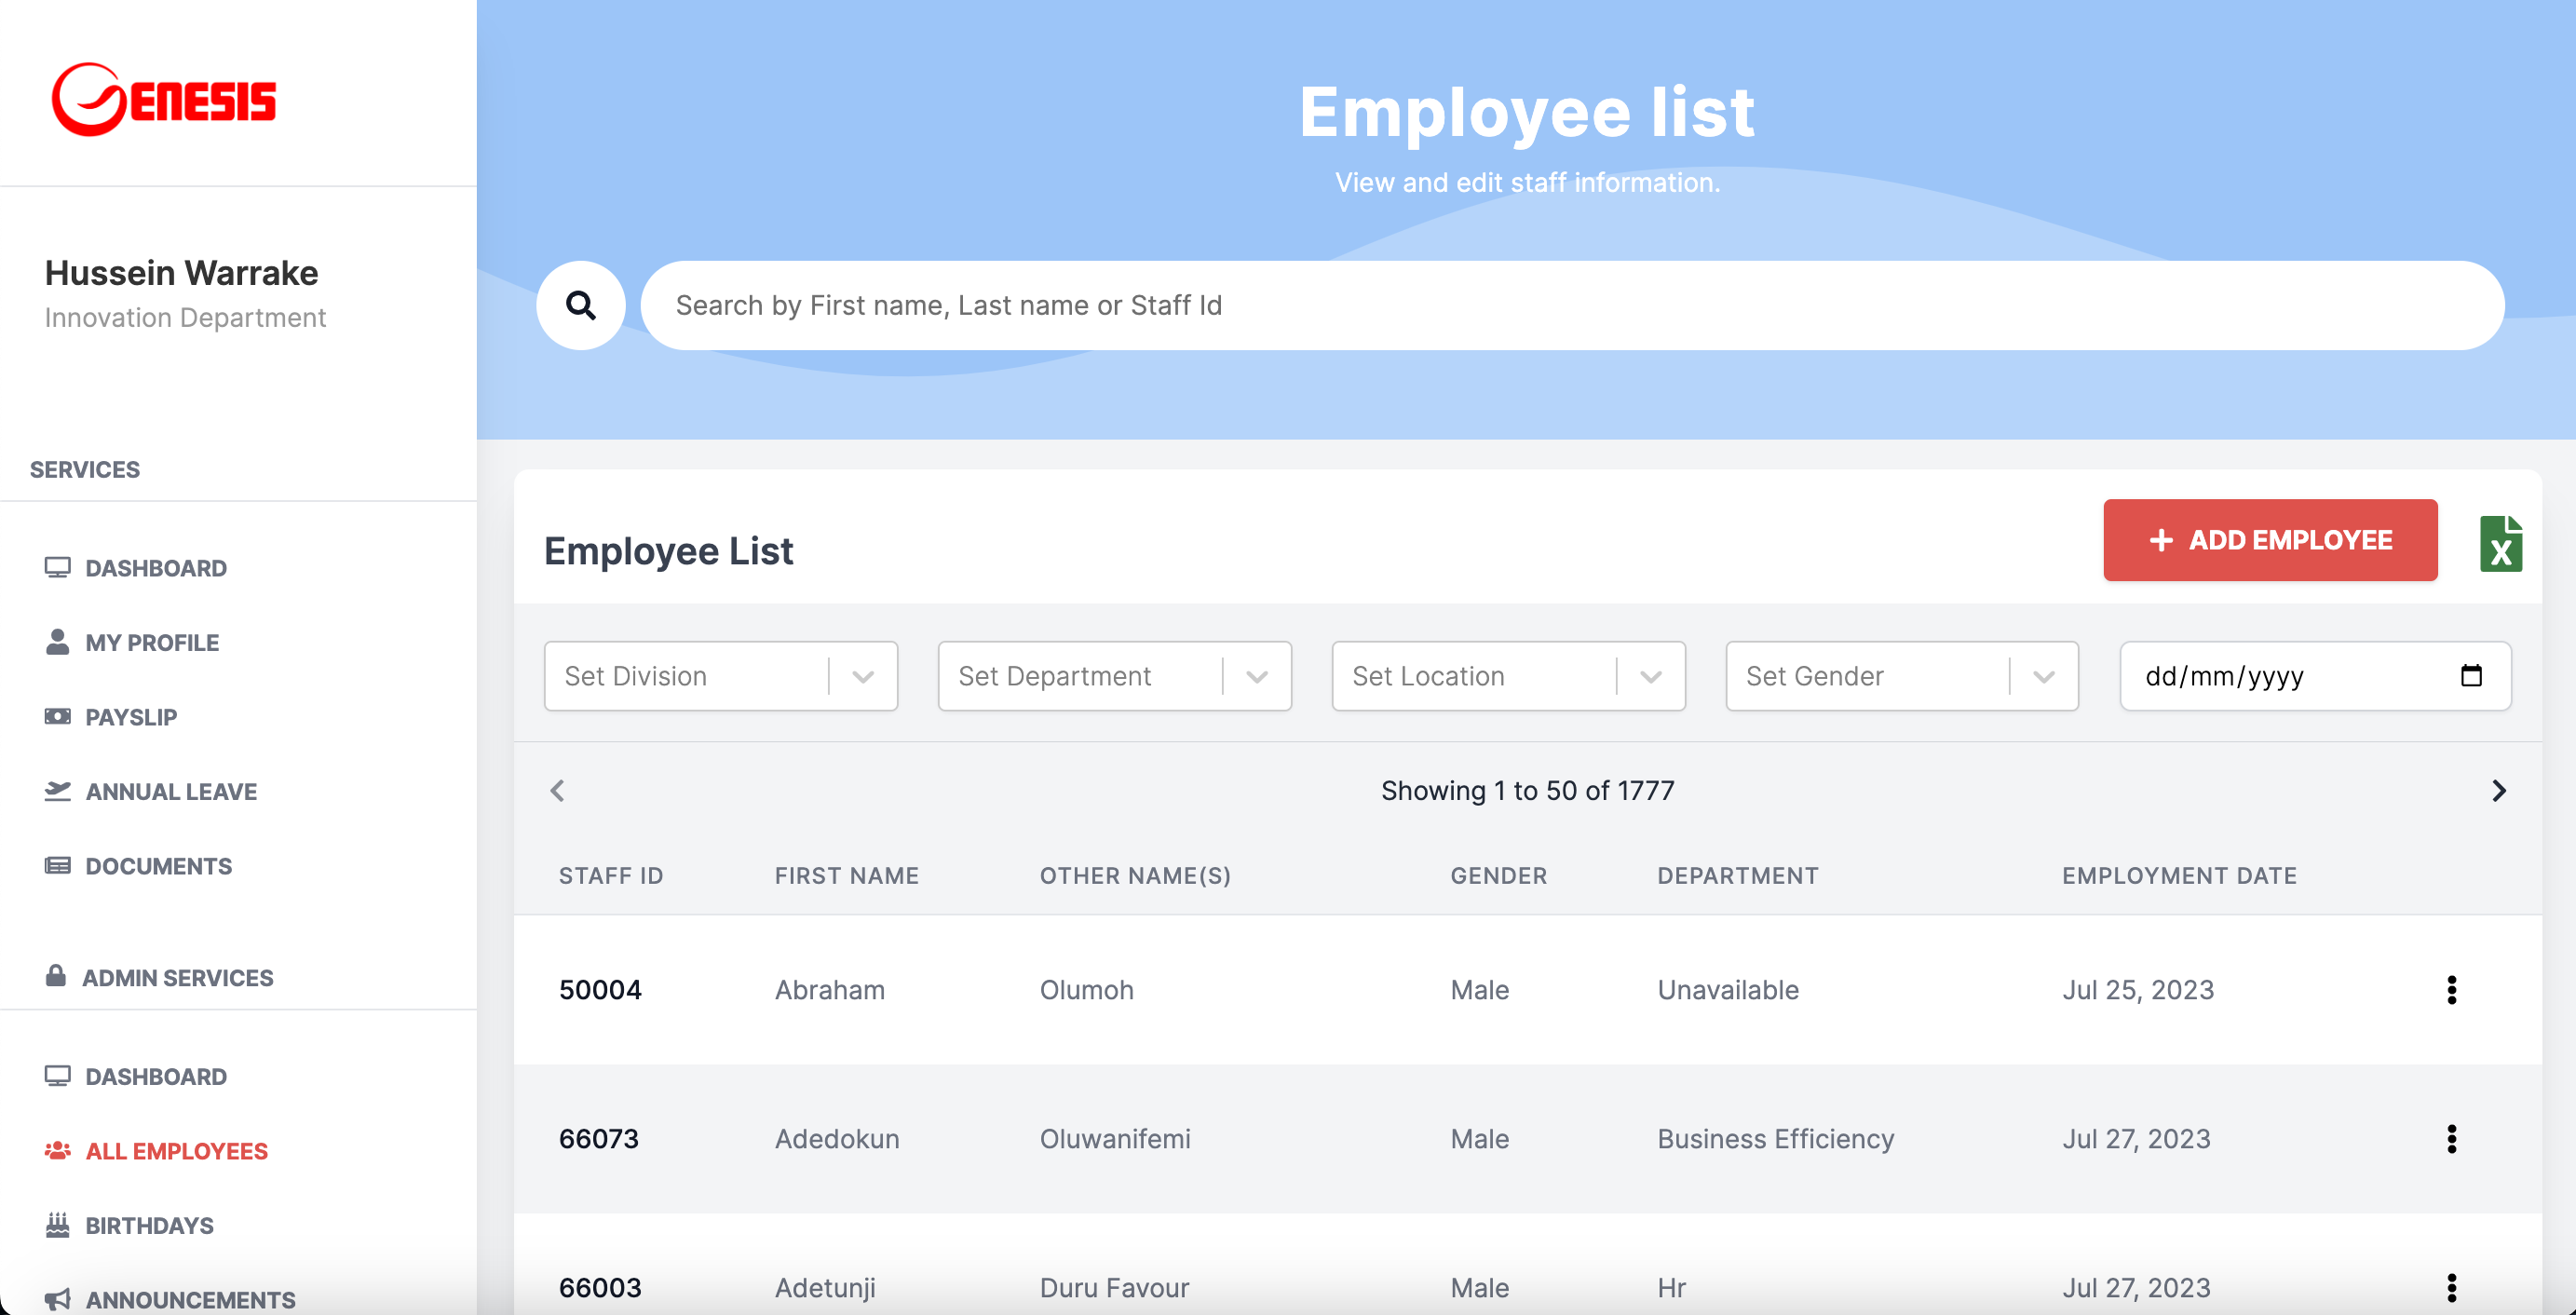 GENESIS
Hussein Warrake
Innovation Department
SERVICES
DASHBOARD
MY PROFILE
PAYSLIP
ANNUAL LEAVE
DOCUMENTS
ADMIN SERVICES
DASHBOARD
ALL EMPLOYEES
BIRTHDAYS
ANNOUNCEMENTS
Employee list
View and edit staff information.
Search by First name, Last name or Staff Id
Employee List
+ ADD EMPLOYEE
X
Set Division
Set Department
Set Location
Set Gender
dd/mm/yyyy
Showing 1 to 50 of 1777
STAFF ID FIRST NAME OTHER NAME(S) GENDER DEPARTMENT EMPLOYMENT DATE
50004 Abraham Olumoh Male Unavailable Jul 25, 2023
66073 Adedokun Oluwanifemi Male Business Efficiency Jul 27, 2023
66003 Adetunji Duru Favour Male Hr Jul 27, 2023